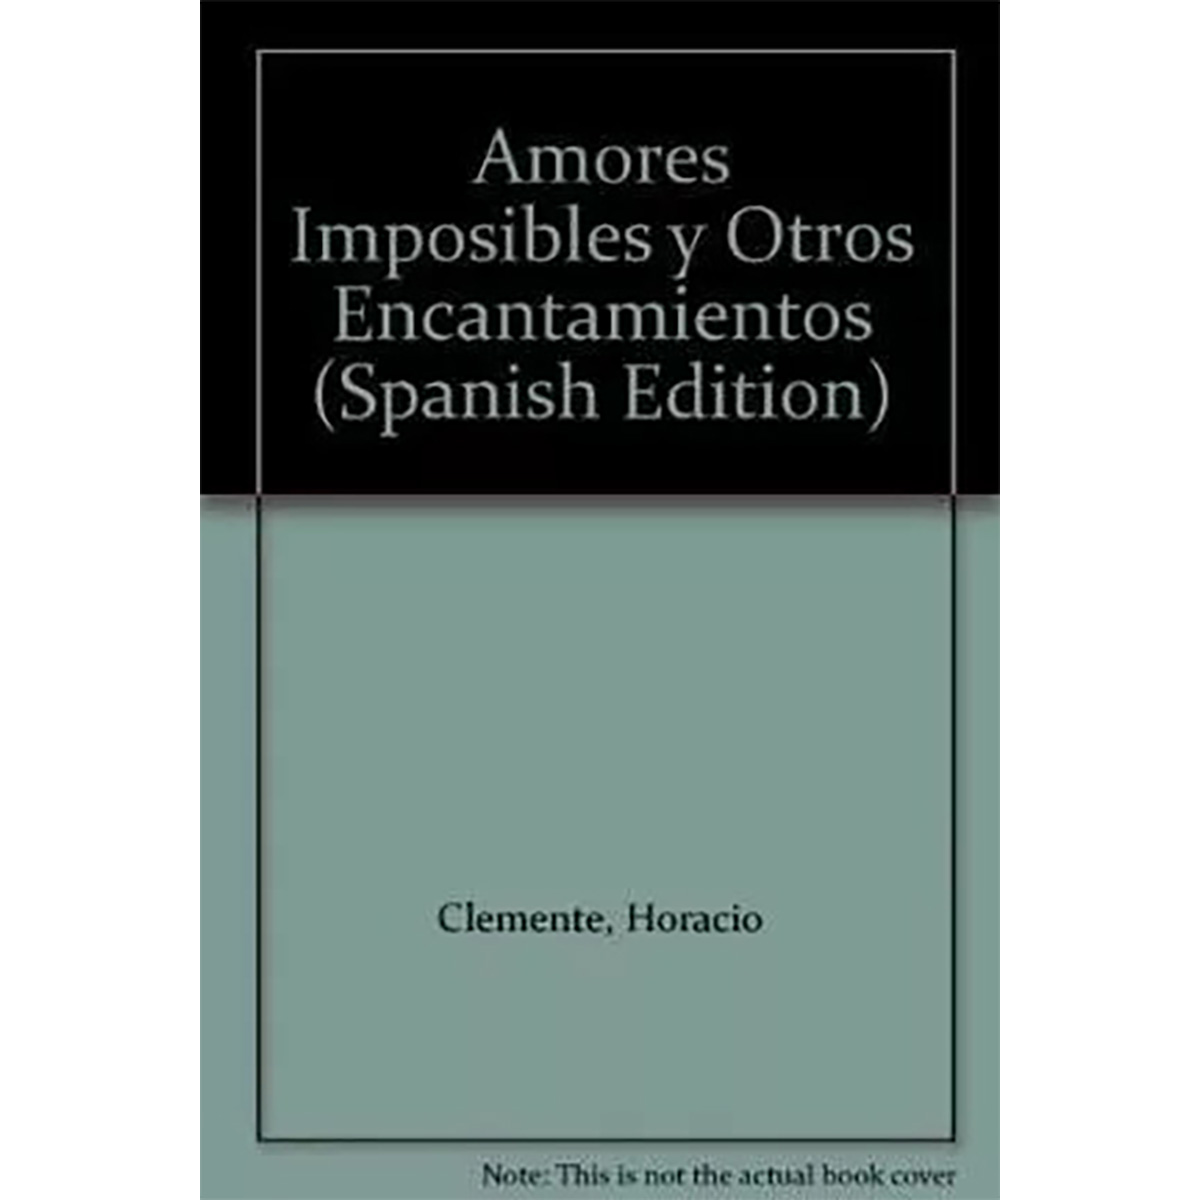 Amores
Imposibles y Otros
Encantamientos
(Spanish Edition)
Clemente, Horacio
Note: This is not the actual book cover